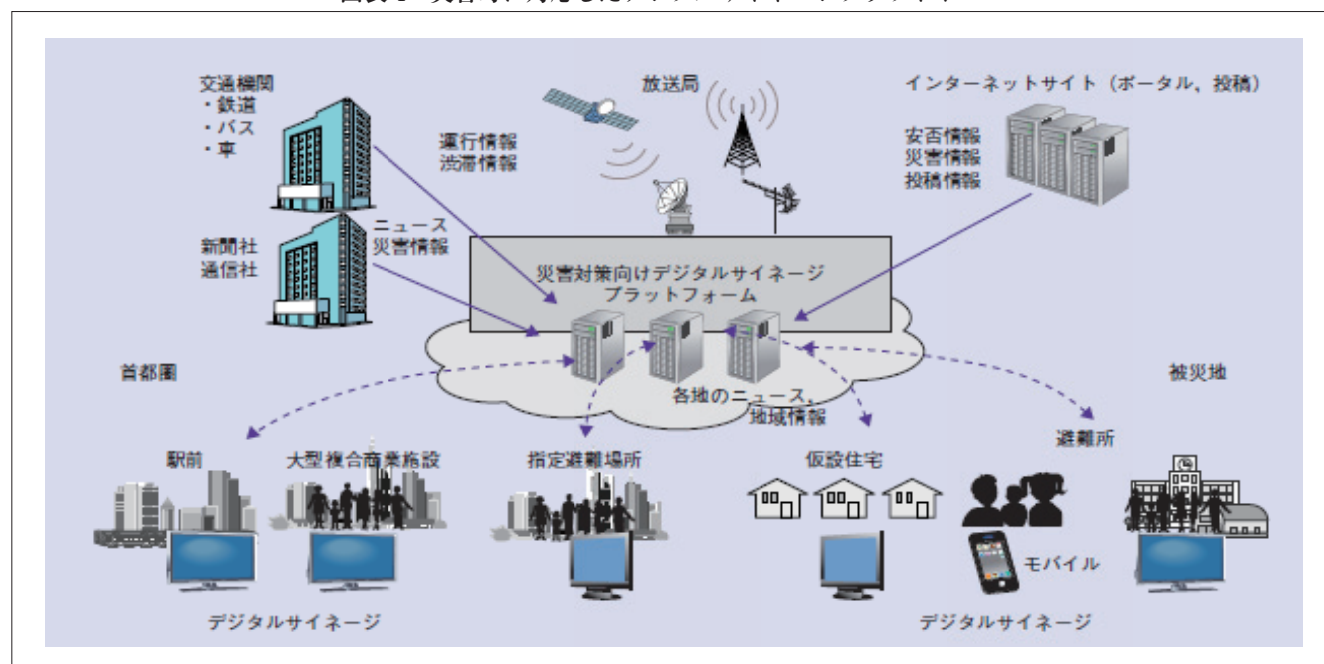 交通機関
・鉄道
・バス
・車
運行情報
渋滞情報
放送局
インターネットサイト（ポータル、投稿）
安否情報
災害情報
投稿情報
新聞社
通信社
ニュース
災害情報
災害対策向けデジタルサイネージ
プラットフォーム
各地のニュース、
地域情報
首都圏
被災地
駅前
大型複合商業施設
指定避難場所
仮設住宅
避難所
モバイル
デジタルサイネージ
デジタルサイネージ